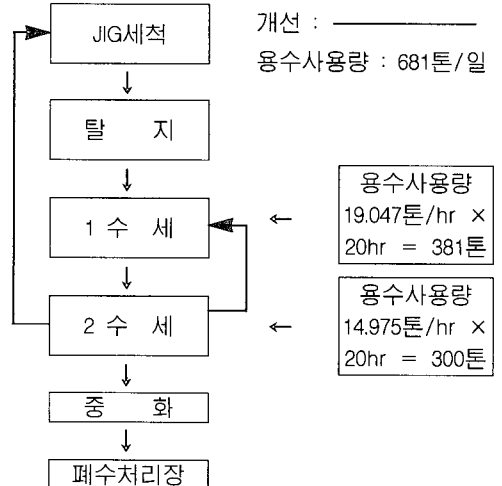 JIG세척
개선 :
용수사용량 : 681톤/일
탈 지
1 수 세
용수사용량
19.047톤/hr ×
20hr = 381톤
2 수 세
용수사용량
14.975톤/hr ×
20hr = 300톤
중 화
폐수처리장